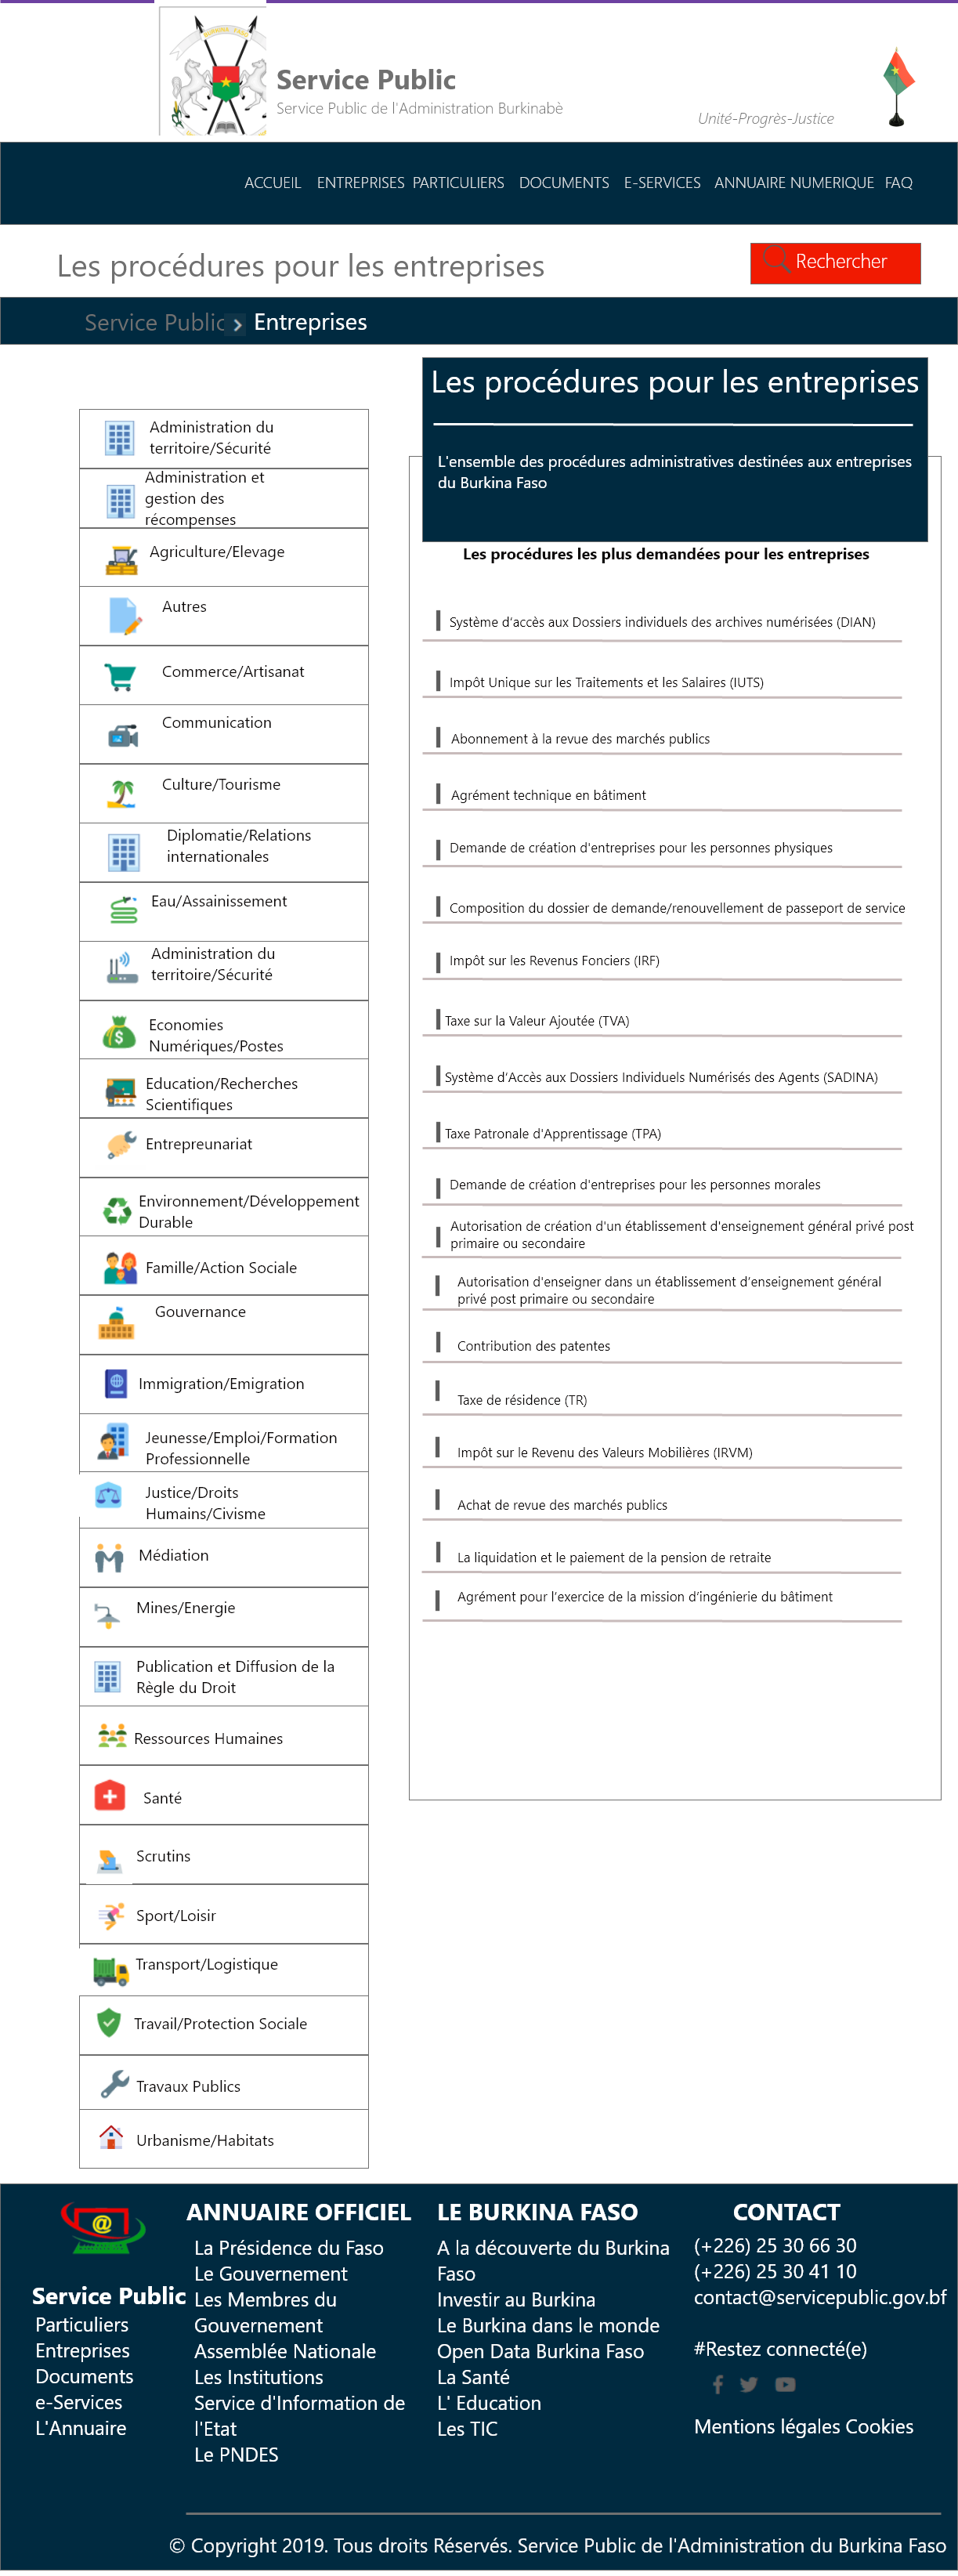 BURKINA FASO
Service Public
Service Public de l'Administration Burkinabè
Unité-Progrès-Justice
ACCUEIL ENTREPRISES PARTICULIERS DOCUMENTS E-SERVICES ANNUAIRE NUMERIQUE FAQ
Les procédures pour les entreprises
Rechercher
Service Public > Entreprises
Administration du
territoire/Sécurité
Administration et
gestion des
récompenses
Agriculture/Elevage
Autres
Commerce/Artisanat
Communication
Culture/Tourisme
Diplomatie/Relations
internationales
Eau/Assainissement
Administration du
territoire/Sécurité
Economies
Numériques/Postes
Education/Recherches
Scientifiques
Entrepreunariat
Environnement/Développement
Durable
Famille/Action Sociale
Gouvernance
Immigration/Emigration
Jeunesse/Emploi/Formation
Professionnelle
Justice/Droits
Humains/Civisme
Médiation
Mines/Energie
Publication et Diffusion de la
Règle du Droit
Ressources Humaines
Santé
Scrutins
Sport/Loisir
Transport/Logistique
Travail/Protection Sociale
Travaux Publics
Urbanisme/Habitats
Les procédures pour les entreprises
L'ensemble des procédures administratives destinées aux entreprises
du Burkina Faso
Les procédures les plus demandées pour les entreprises
Système d'accès aux Dossiers individuels des archives numérisées (DIAN)
Impôt Unique sur les Traitements et les Salaires (IUTS)
Abonnement à la revue des marchés publics
Agrément technique en bâtiment
Demande de création d'entreprises pour les personnes physiques
Composition du dossier de demande/renouvellement de passeport de service
Impôt sur les Revenus Fonciers (IRF)
Taxe sur la Valeur Ajoutée (TVA)
Système d'Accès aux Dossiers Individuels Numérisés des Agents (SADINA)
Taxe Patronale d'Apprentissage (TPA)
Demande de création d'entreprises pour les personnes morales
Autorisation de création d'un établissement d'enseignement général privé post
primaire ou secondaire
Autorisation d'enseigner dans un établissement d'enseignement général
privé post primaire ou secondaire
Contribution des patentes
Taxe de résidence (TR)
Impôt sur le Revenu des Valeurs Mobilières (IRVM)
Achat de revue des marchés publics
La liquidation et le paiement de la pension de retraite
Agrément pour l'exercice de la mission d'ingénierie du bâtiment
@
Service Public
Particuliers
Entreprises
Documents
e-Services
L'Annuaire
ANNUAIRE OFFICIEL
La Présidence du Faso
Le Gouvernement
Les Membres du
Gouvernement
Assemblée Nationale
Les Institutions
Service d'Information de
l'Etat
Le PNDES
LE BURKINA FASO
A la découverte du Burkina
Faso
Investir au Burkina
Le Burkina dans le monde
Open Data Burkina Faso
La Santé
L' Education
Les TIC
CONTACT
(+226) 25 30 66 30
(+226) 25 30 41 10
contact@servicepublic.gov.bf
#Restez connecté(e)
Mentions légales Cookies
© Copyright 2019. Tous droits Réservés. Service Public de l'Administration du Burkina Faso